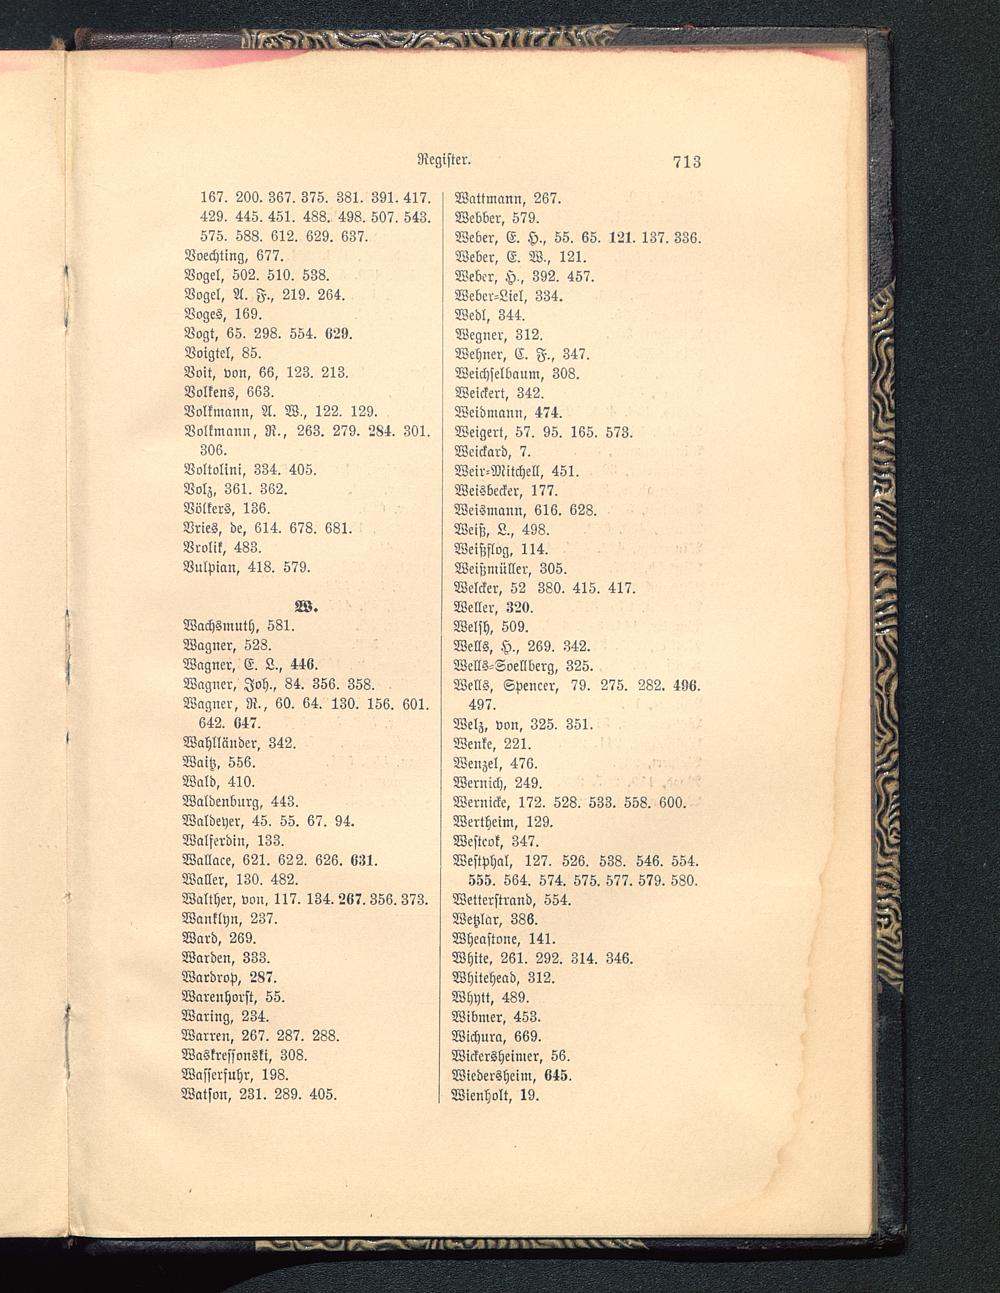 Register.
713
167. 200. 367. 375. 381. 391. 417.
429. 445. 451. 488. 498. 507. 543.
575. 588. 612. 629. 637.
Voechting, 677.
Vogel, 502. 510. 538.
Vogel, A. F., 219. 264.
Voges, 169.
Vogt, 65. 298. 554. 629.
Voigtel, 85.
Voit, von, 66, 123. 213.
Volkens, 663.
Volkmann, A. W., 122. 129.
Volkmann, R., 263. 279. 284. 301.
306.
Voltolini, 334. 405.
Volz, 361. 362.
Völkers, 136.
Vries, de, 614. 678. 681.
Vrolik, 483.
Vulpian, 418. 579.
W.
Wachsmuth, 581.
Wagner, 528.
Wagner, E. L., 446.
Wagner, Joh., 84. 356. 358.
Wagner, R., 60. 64. 130. 156. 601.
642. 647.
Wahlländer, 342.
Waitz, 556.
Wald, 410.
Waldenburg, 443.
Waldeyer, 45. 55. 67. 94.
Walferdin, 133.
Wallace, 621. 622. 626. 631.
Waller, 130. 482.
Walther, von, 117. 134. 267. 356. 373.
Wanklyn, 237.
Ward, 269.
Warden, 333.
Wardrop, 287.
Warenhorst, 55.
Waring, 234.
Warren, 267. 287. 288.
Waskressonski, 308.
Wasserfuhr, 198.
Watson, 231. 289. 405.
Wattmann, 267.
Webber, 579.
Weber, E. H., 55. 65. 121. 137. 336.
Weber, E. W., 121.
Weber, H., 392. 457.
Weber-Liel, 334.
Wedl, 344.
Wegner, 312.
Wehner, C. F., 347.
Weichselbaum, 308.
Weickert, 342.
Weidmann, 474.
Weigert, 57. 95. 165. 573.
Weickard, 7.
Weir-Mitchell, 451.
Weisbecker, 177.
Weismann, 616. 628.
Weiß, L., 498.
Weißflog, 114.
Weißmüller, 305.
Welcker, 52 380. 415. 417.
Weller, 320.
Welsh, 509.
Wells, H., 269. 342.
Wells-Soellberg, 325.
Wells, Spencer, 79. 275. 282. 496.
497.
Welz, von, 325. 351.
Wenke, 221.
Wenzel, 476.
Wernich, 249.
Wernicke, 172. 528. 533. 558. 600.
Wertheim, 129.
Westcok, 347.
Westphal, 127. 526. 538. 546. 554.
555. 564. 574. 575. 577. 579. 580.
Wetterstrand, 554.
Wetzlar, 386.
Wheastone, 141.
White, 261. 292. 314. 346.
Whitehead, 312.
Whytt, 489.
Wibmer, 453.
Wichura, 669.
Wickersheimer, 56.
Wiedersheim, 645.
Wienholt, 19.